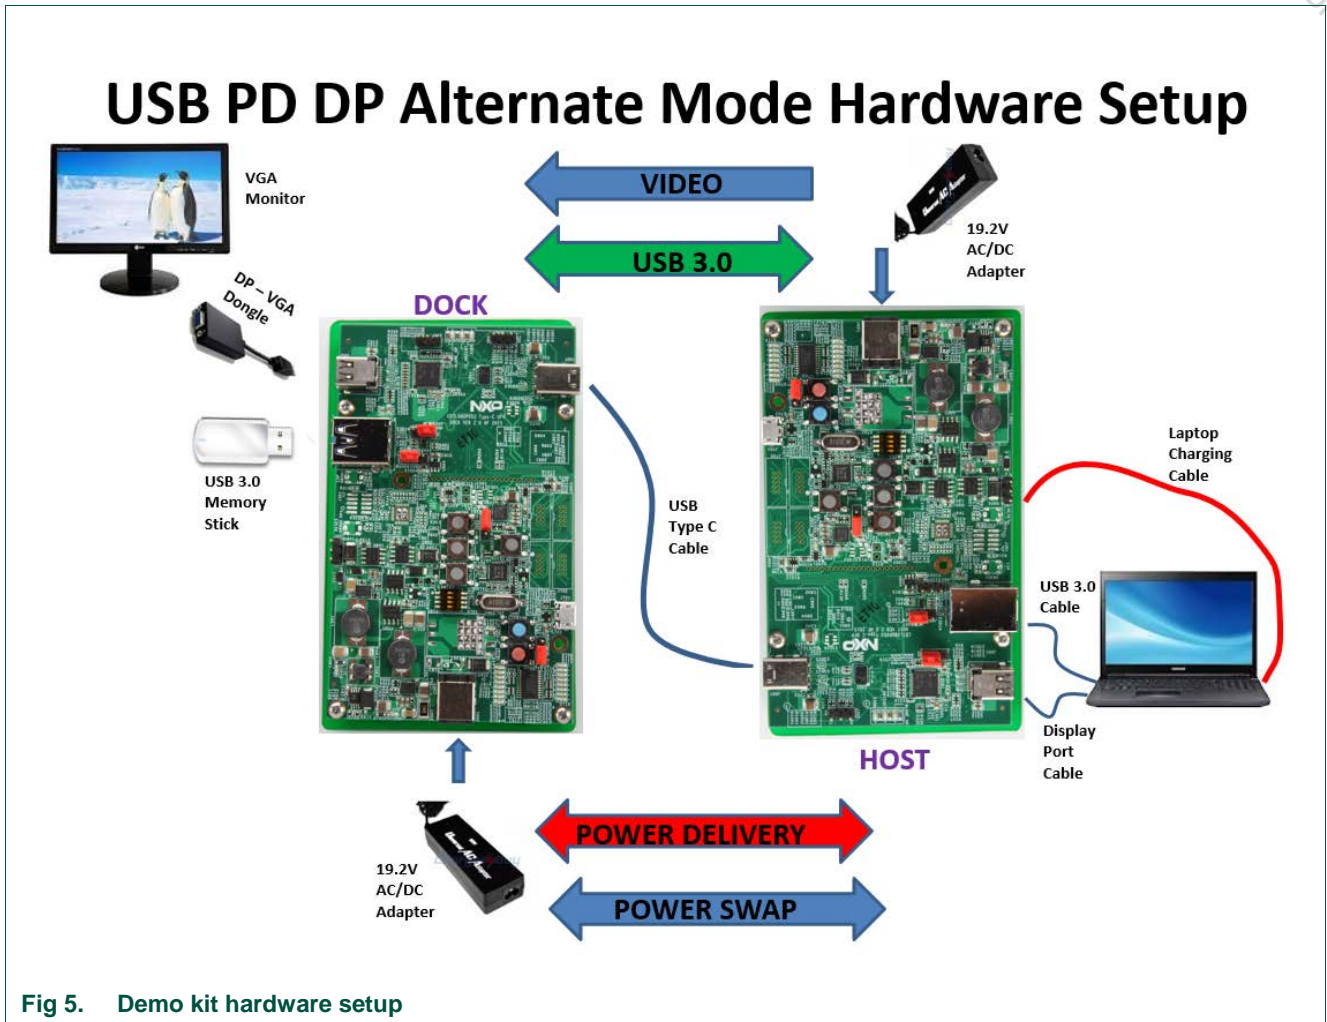 USB PD DP Alternate Mode Hardware Setup
VGA
Monitor
VIDEO
19.2V
AC/DC
Adapter
USB 3.0
DP – VGA
Dongle
DOCK
NXP
USB 3.0
Memory
Stick
USB
Type C
Cable
Laptop
Charging
Cable
USB 3.0
Cable
NXP
Display
Port
Cable
HOST
POWER DELIVERY
19.2V
AC/DC
Adapter
POWER SWAP
Fig 5. Demo kit hardware setup